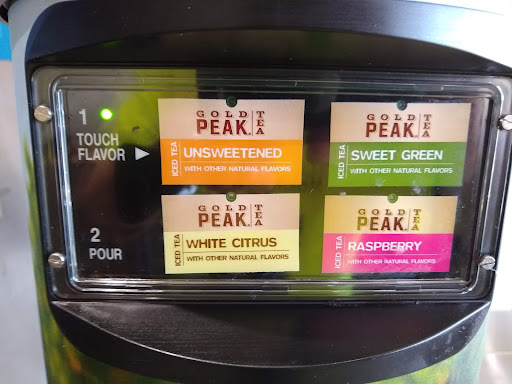 1
TOUCH
FLAVOR
2
POUR
GOLD
PEAK.
TEA
ICED TEA
UNSWEETENED
WITH OTHER NATURAL FLAVORS
GOLD
PEAK.
TEA
ICED TEA
SWEET GREEN
WITH OTHER NATURAL FLAVORS
GOLD
PEAK.
TEA
ICED TEA
WHITE CITRUS
WITH OTHER NATURAL FLAVORS
GOLD
PEAK.
TEA
ICED TEA
RASPBERRY
WITH OTHER NATURAL FLAVORS